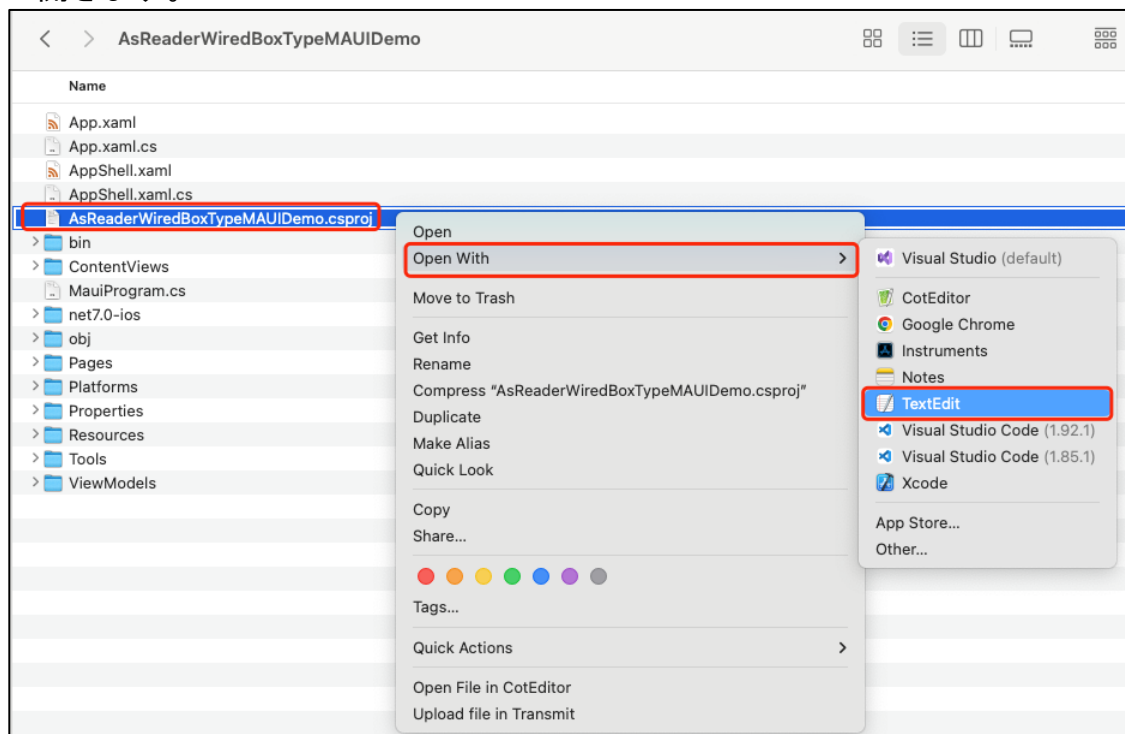 開きます。
AsReaderWiredBoxTypeMAUIDemo
Name
App.xaml
App.xaml.cs
AppShell.xaml
AppShell.xaml.cs
AsReaderWiredBoxTypeMAUIDemo.csproj
bin
ContentViews
MauiProgram.cs
net7.0-ios
obj
Pages
Platforms
Properties
Resources
Tools
ViewModels
Open
Open With
Move to Trash
Get Info
Rename
Compress “AsReaderWiredBoxTypeMAUIDemo.csproj”
Duplicate
Make Alias
Quick Look
Copy
Share...
Tags...
Quick Actions
Open File in CotEditor
Upload file in Transmit
Visual Studio (default)
CotEditor
Google Chrome
Instruments
Notes
TextEdit
Visual Studio Code (1.92.1)
Visual Studio Code (1.85.1)
Xcode
App Store...
Other...